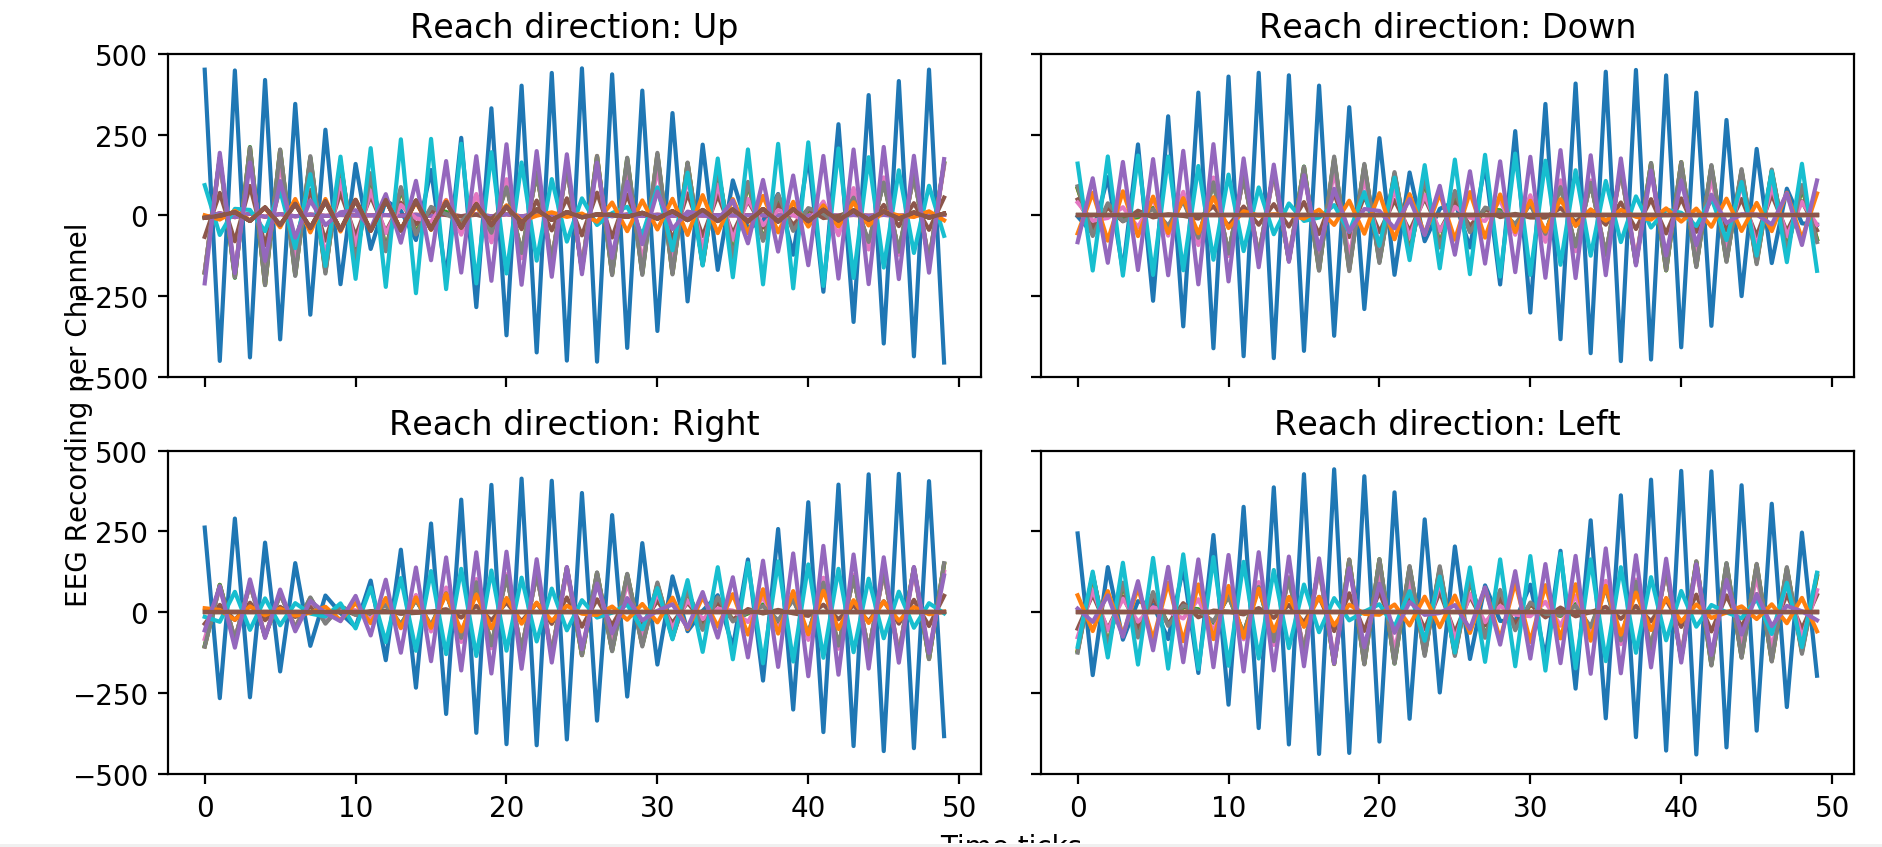 Reach direction: Up
Reach direction: Down
500
250
0
−250
−500
EEG Recording per Channel
Reach direction: Right
Reach direction: Left
500
250
0
−250
−500
0 10 20 30 40 50
0 10 20 30 40 50
Time ticks